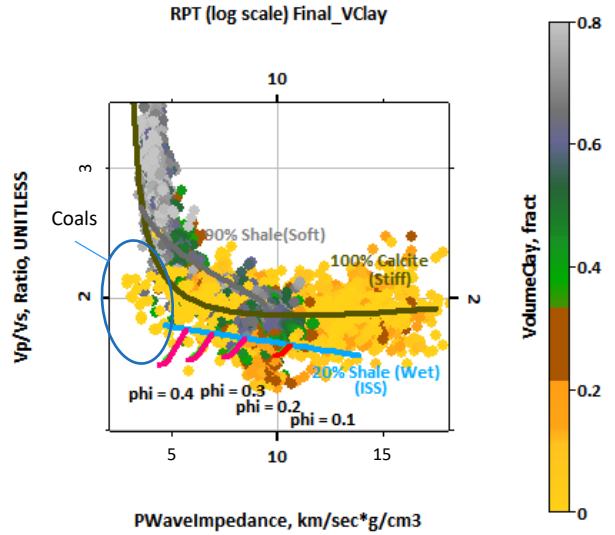 RPT (log scale) Final_VClay
10
0.8
3
Coals
90% Shale(Soft)
100% Calcite
(Stiff)
0.6
Vp/Vs, Ratio, UNITLESS
2
2
VolumeClay, fract
0.4
20% Shale (Wet)
(ISS)
phi = 0.4
phi = 0.3
phi = 0.2
phi = 0.1
0.2
5
10
15
0
PWaveImpedance, km/sec*g/cm3